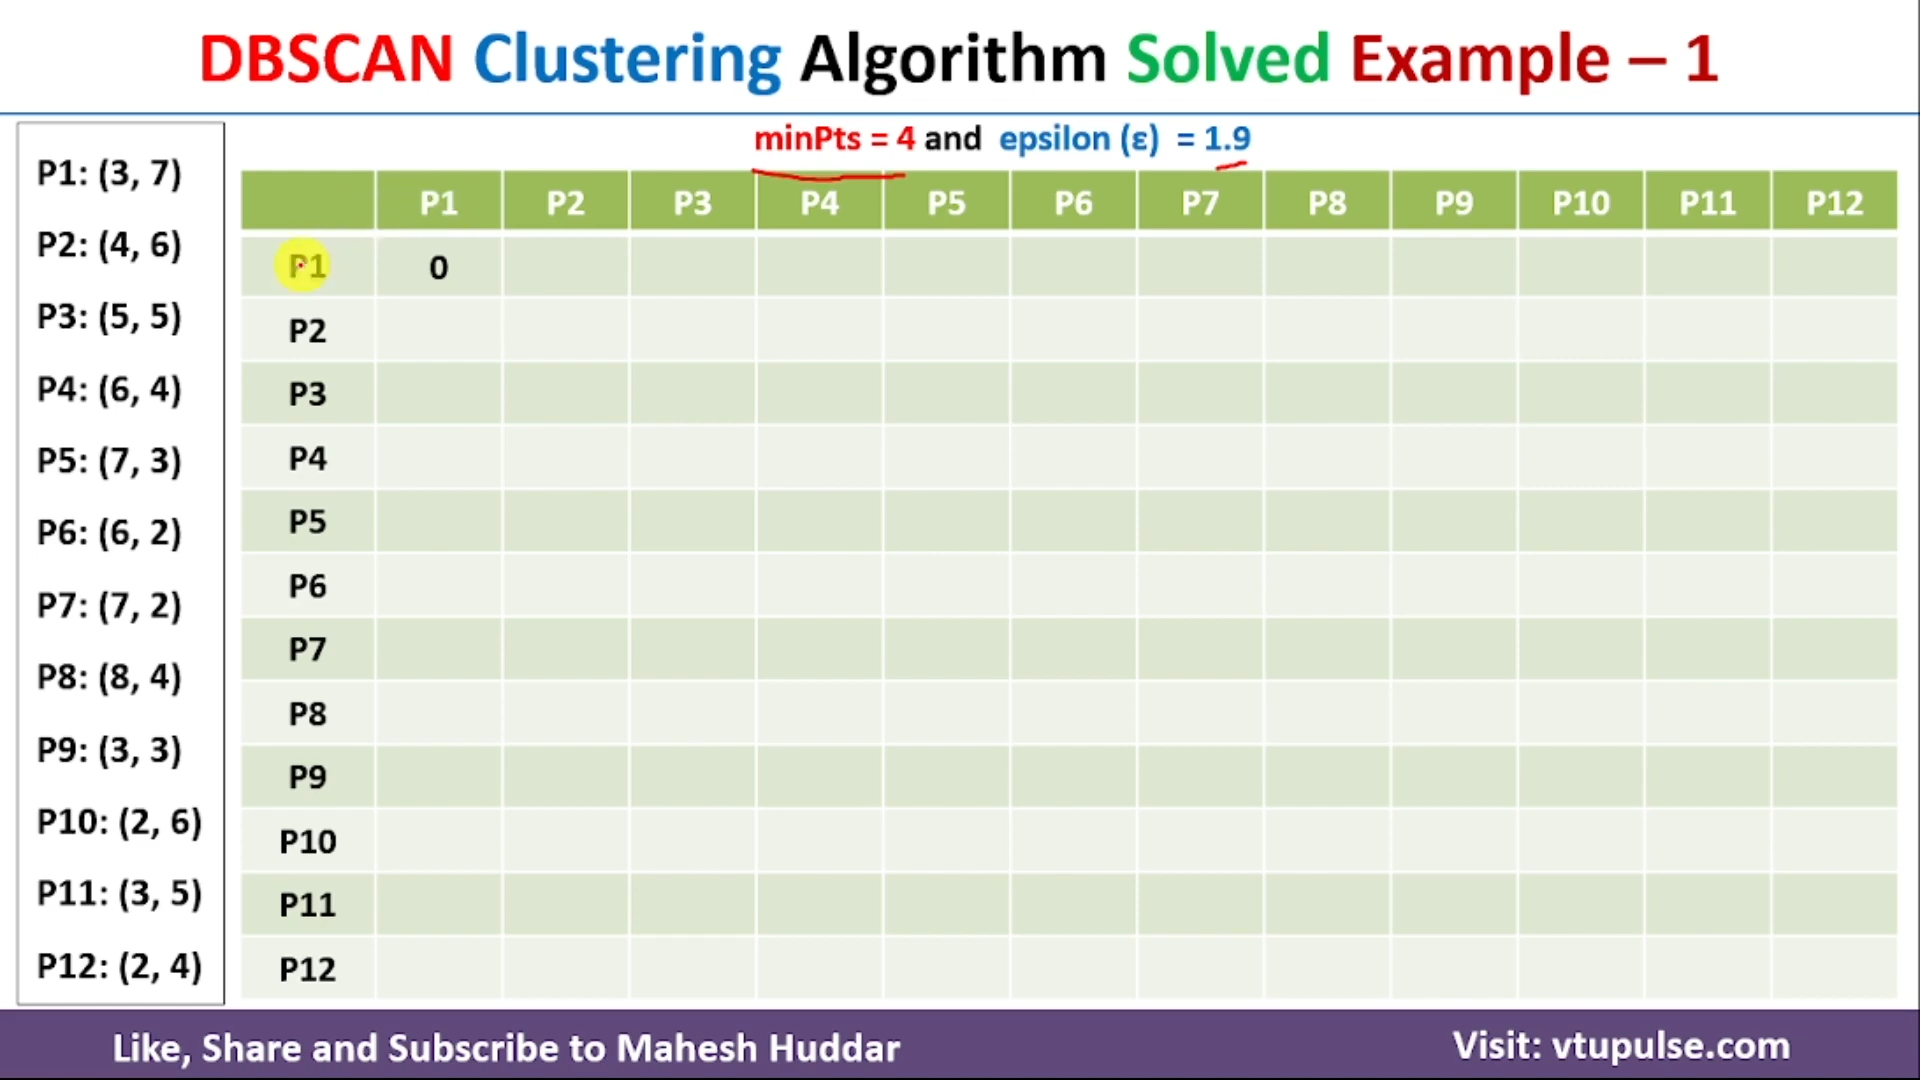 DBSCAN Clustering Algorithm Solved Example – 1
minPts = 4 and epsilon (ε) = 1.9
P1: (3, 7)
P2: (4, 6)
P3: (5, 5)
P4: (6, 4)
P5: (7, 3)
P6: (6, 2)
P7: (7, 2)
P8: (8, 4)
P9: (3, 3)
P10: (2, 6)
P11: (3, 5)
P12: (2, 4)
P1 P2 P3 P4 P5 P6 P7 P8 P9 P10 P11 P12
P1 0
P2
P3
P4
P5
P6
P7
P8
P9
P10
P11
P12
Like, Share and Subscribe to Mahesh Huddar
Visit: vtupulse.com